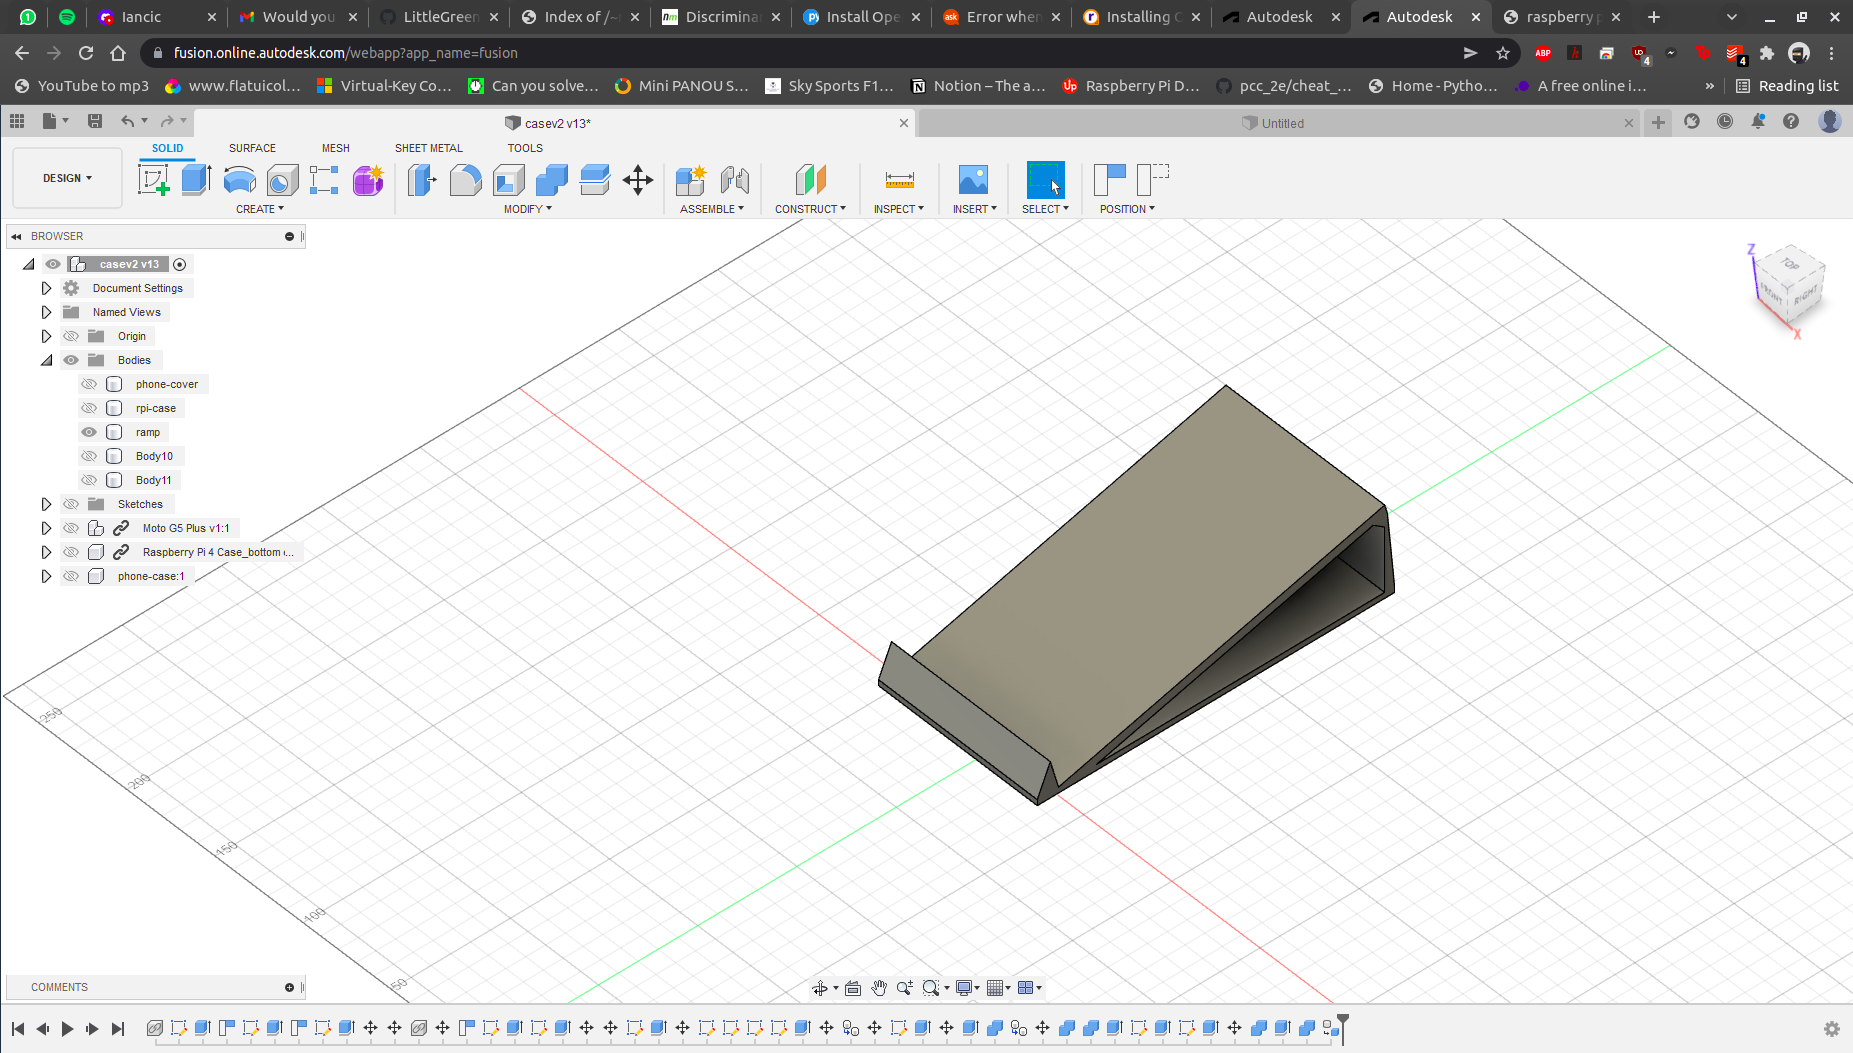 1
Iancic
Would you
LittleGreen
Index of /~
Discrimina
Install Ope
Error when
Installing C
Autodesk
Autodesk
raspberry p
fusion.online.autodesk.com/webapp?app_name=fusion
ABP
4
4
YouTube to mp3
www.flatuicol...
Virtual-Key Co...
Can you solve...
Mini PANOU S...
Sky Sports F1...
Notion – The a...
Raspberry Pi D...
pcc_2e/cheat_...
Home - Pytho...
A free online i...
»
Reading list
casev2 v13*
Untitled
SOLID
SURFACE
MESH
SHEET METAL
TOOLS
DESIGN
CREATE
MODIFY
ASSEMBLE
CONSTRUCT
INSPECT
INSERT
SELECT
POSITION
BROWSER
casev2 v13
Document Settings
Named Views
Origin
Bodies
phone-cover
rpi-case
ramp
Body10
Body11
Sketches
Moto G5 Plus v1:1
Raspberry Pi 4 Case_bottom ...
phone-case:1
Z
TOP
FRONT
RIGHT
X
250
200
150
100
50
COMMENTS